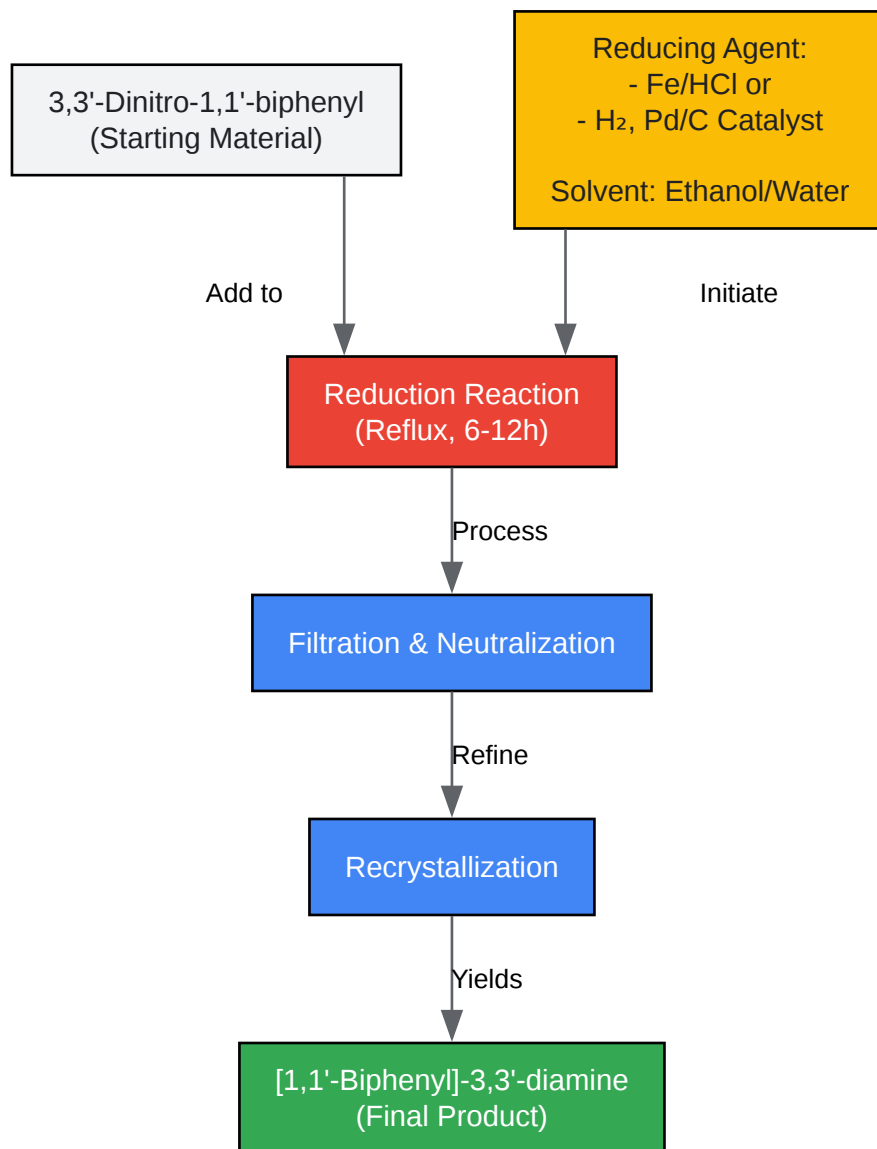 3,3'-Dinitro-1,1'-biphenyl
(Starting Material)
Reducing Agent:
- Fe/HCl or
- H₂, Pd/C Catalyst
Solvent: Ethanol/Water
Add to
Initiate
Reduction Reaction
(Reflux, 6-12h)
Process
Filtration & Neutralization
Refine
Recrystallization
Yields
[1,1'-Biphenyl]-3,3'-diamine
(Final Product)